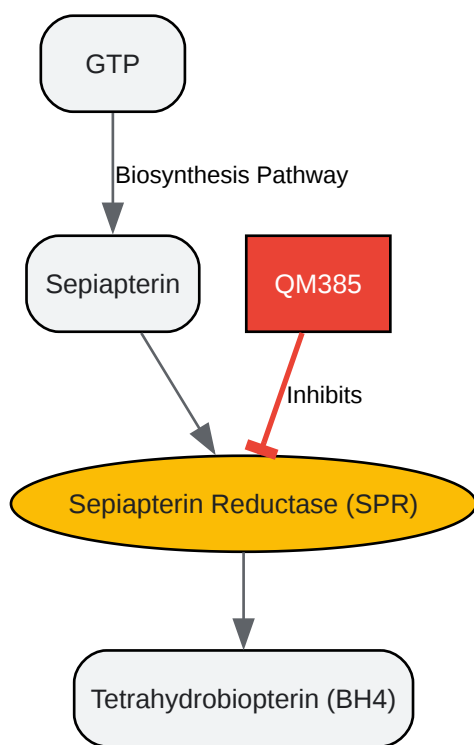 GTP
Biosynthesis Pathway
Sepiapterin
QM385
Inhibits
Sepiapterin Reductase (SPR)
Tetrahydrobiopterin (BH4)